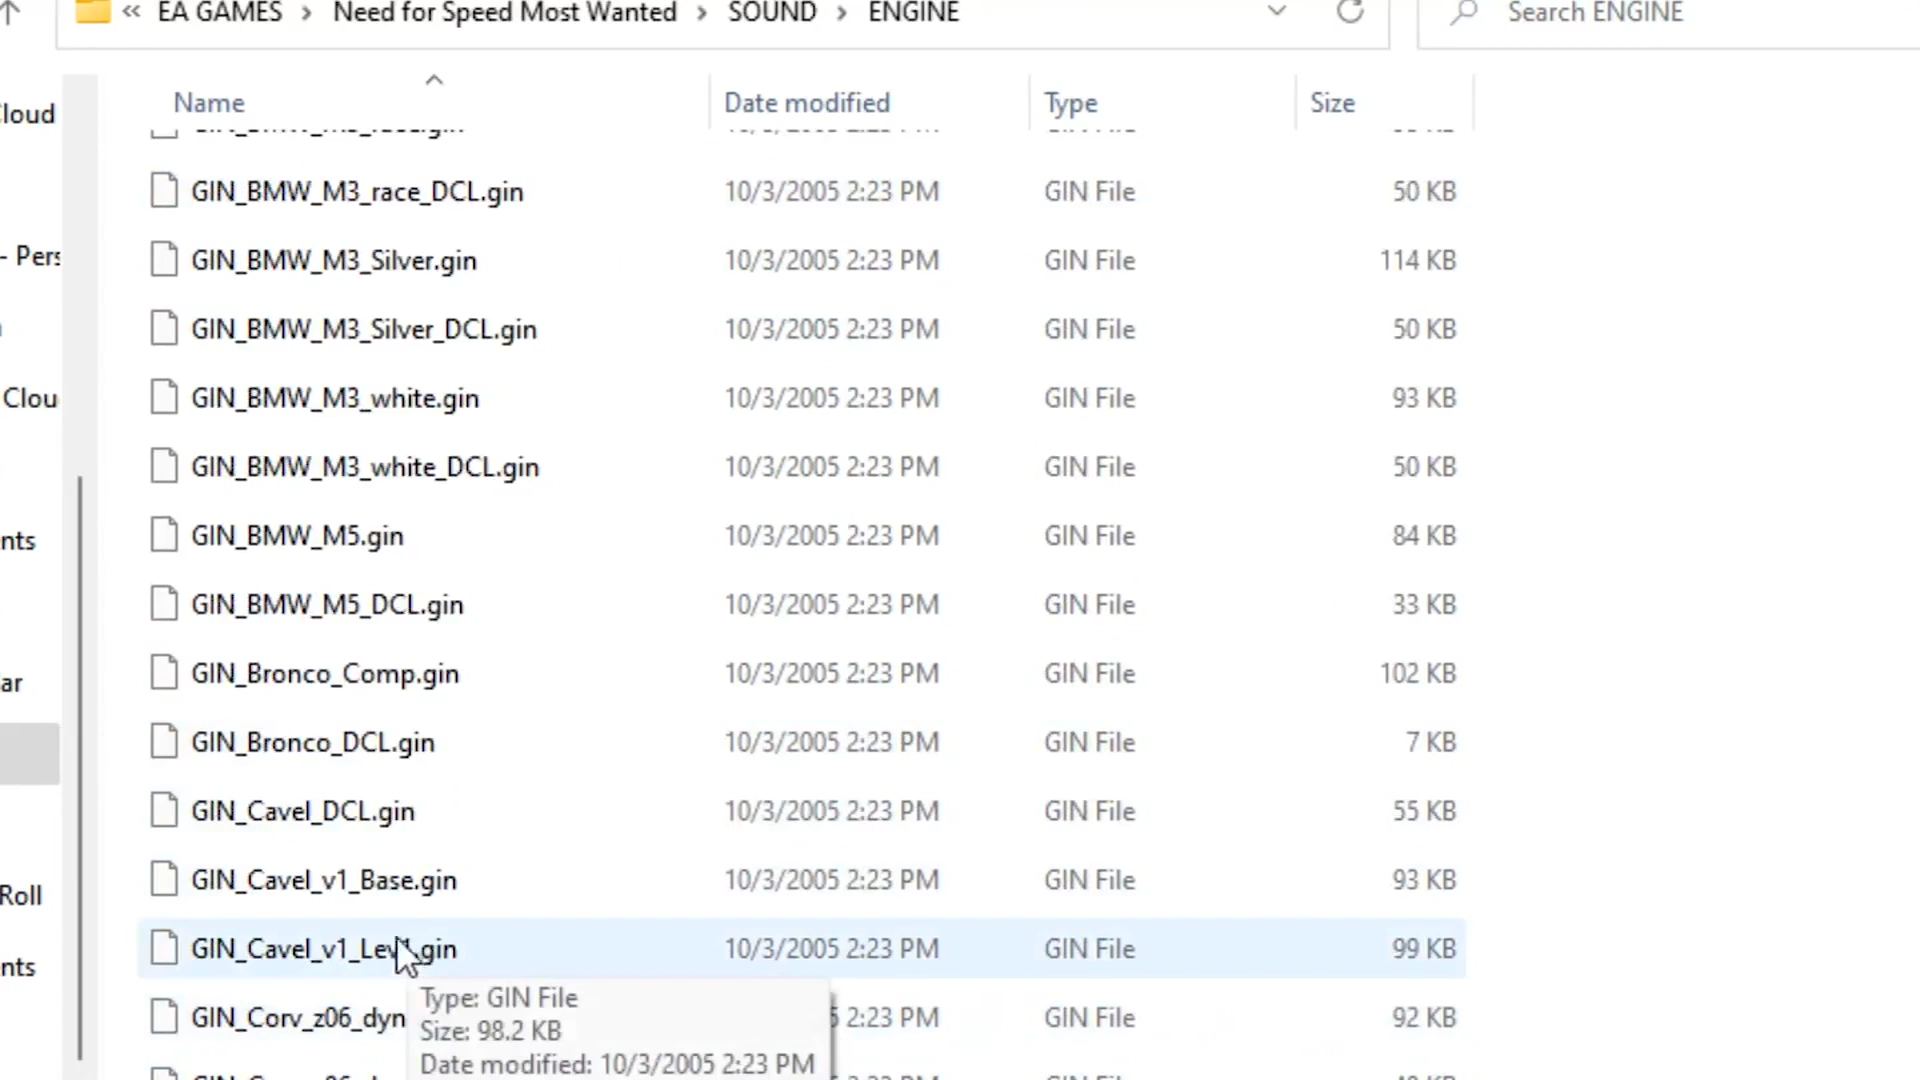 « EA GAMES › Need for Speed Most Wanted › SOUND › ENGINE
Search ENGINE
Name Date modified Type Size
GIN_BMW_M3_race_DCL.gin 10/3/2005 2:23 PM GIN File 50 KB
GIN_BMW_M3_Silver.gin 10/3/2005 2:23 PM GIN File 114 KB
GIN_BMW_M3_Silver_DCL.gin 10/3/2005 2:23 PM GIN File 50 KB
GIN_BMW_M3_white.gin 10/3/2005 2:23 PM GIN File 93 KB
GIN_BMW_M3_white_DCL.gin 10/3/2005 2:23 PM GIN File 50 KB
GIN_BMW_M5.gin 10/3/2005 2:23 PM GIN File 84 KB
GIN_BMW_M5_DCL.gin 10/3/2005 2:23 PM GIN File 33 KB
GIN_Bronco_Comp.gin 10/3/2005 2:23 PM GIN File 102 KB
GIN_Bronco_DCL.gin 10/3/2005 2:23 PM GIN File 7 KB
GIN_Cavel_DCL.gin 10/3/2005 2:23 PM GIN File 55 KB
GIN_Cavel_v1_Base.gin 10/3/2005 2:23 PM GIN File 93 KB
GIN_Cavel_v1_Lev1.gin 10/3/2005 2:23 PM GIN File 99 KB
GIN_Corv_z06_dyn 5 2:23 PM GIN File 92 KB
Type: GIN File
Size: 98.2 KB
Date modified: 10/3/2005 2:23 PM
loud
- Pers
Clou
nts
ar
Roll
nts